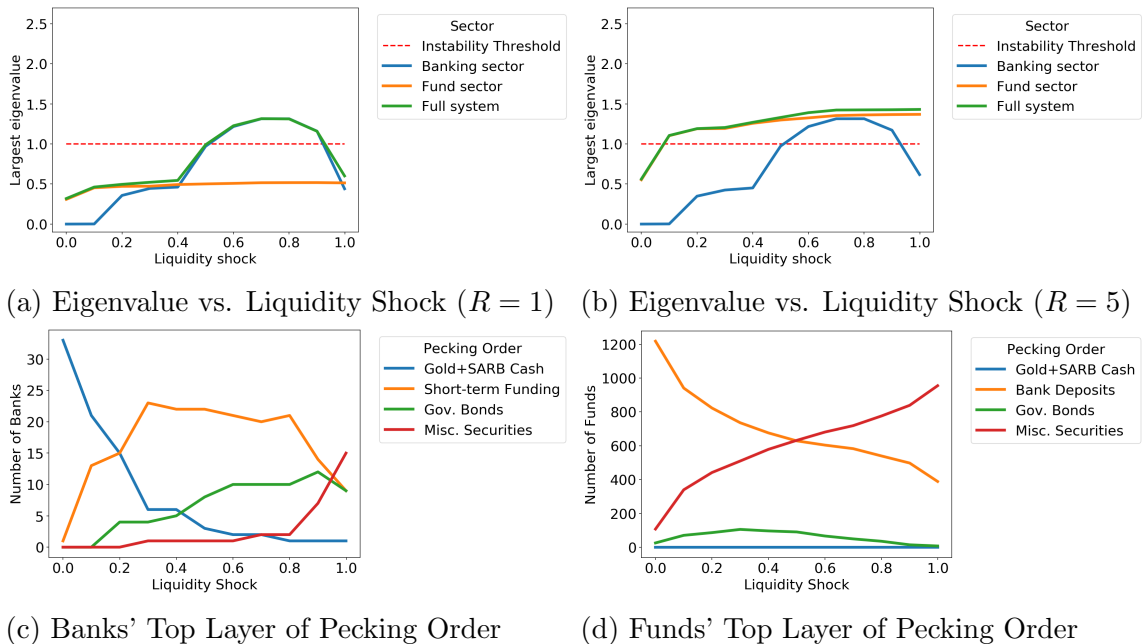 2.5
2.0
1.5
1.0
0.5
0.0
Largest eigenvalue
0.0 0.2 0.4 0.6 0.8 1.0
Liquidity shock
Sector
Instability Threshold
Banking sector
Fund sector
Full system
(a) Eigenvalue vs. Liquidity Shock (R = 1)
2.5
2.0
1.5
1.0
0.5
0.0
Largest eigenvalue
0.0 0.2 0.4 0.6 0.8 1.0
Liquidity shock
Sector
Instability Threshold
Banking sector
Fund sector
Full system
(b) Eigenvalue vs. Liquidity Shock (R = 5)
30
25
20
15
10
5
0
Number of Banks
0.0 0.2 0.4 0.6 0.8 1.0
Liquidity Shock
Pecking Order
Gold+SARB Cash
Short-term Funding
Gov. Bonds
Misc. Securities
(c) Banks' Top Layer of Pecking Order
1200
1000
800
600
400
200
0
Number of Funds
0.0 0.2 0.4 0.6 0.8 1.0
Liquidity Shock
Pecking Order
Gold+SARB Cash
Bank Deposits
Gov. Bonds
Misc. Securities
(d) Funds' Top Layer of Pecking Order